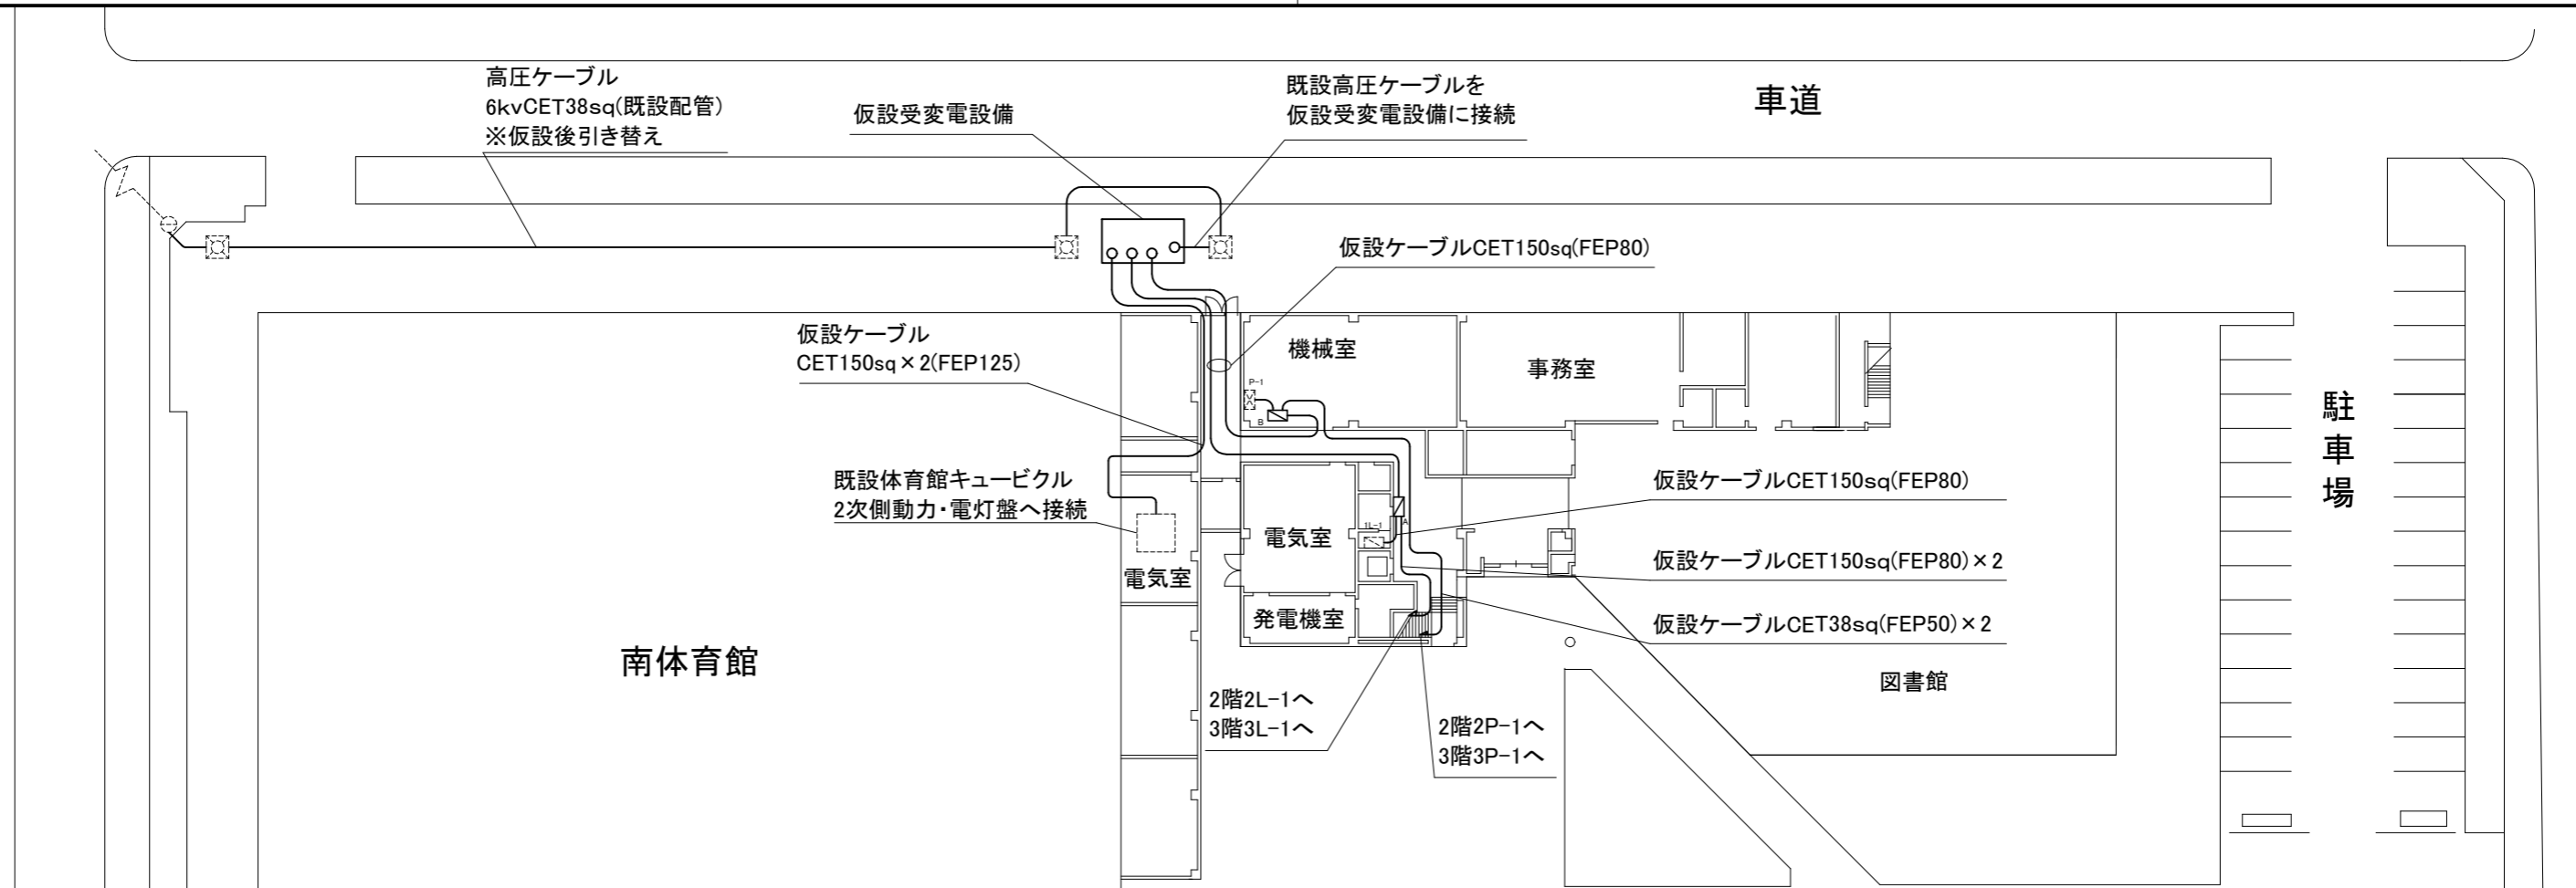 高圧ケーブル
6kvCET38sq(既設配管)
※仮設後引き替え
仮設受変電設備
既設高圧ケーブルを
仮設受変電設備に接続
車道
仮設ケーブルCET150sq(FEP80)
仮設ケーブル
CET150sq×2(FEP125)
機械室
事務室
P-1
B
駐車場
既設体育館キュービクル
2次側動力・電灯盤へ接続
仮設ケーブルCET150sq(FEP80)
電気室
1L-1
A
仮設ケーブルCET150sq(FEP80)×2
電気室
発電機室
仮設ケーブルCET38sq(FEP50)×2
南体育館
図書館
2階2L-1へ
3階3L-1へ
2階2P-1へ
3階3P-1へ